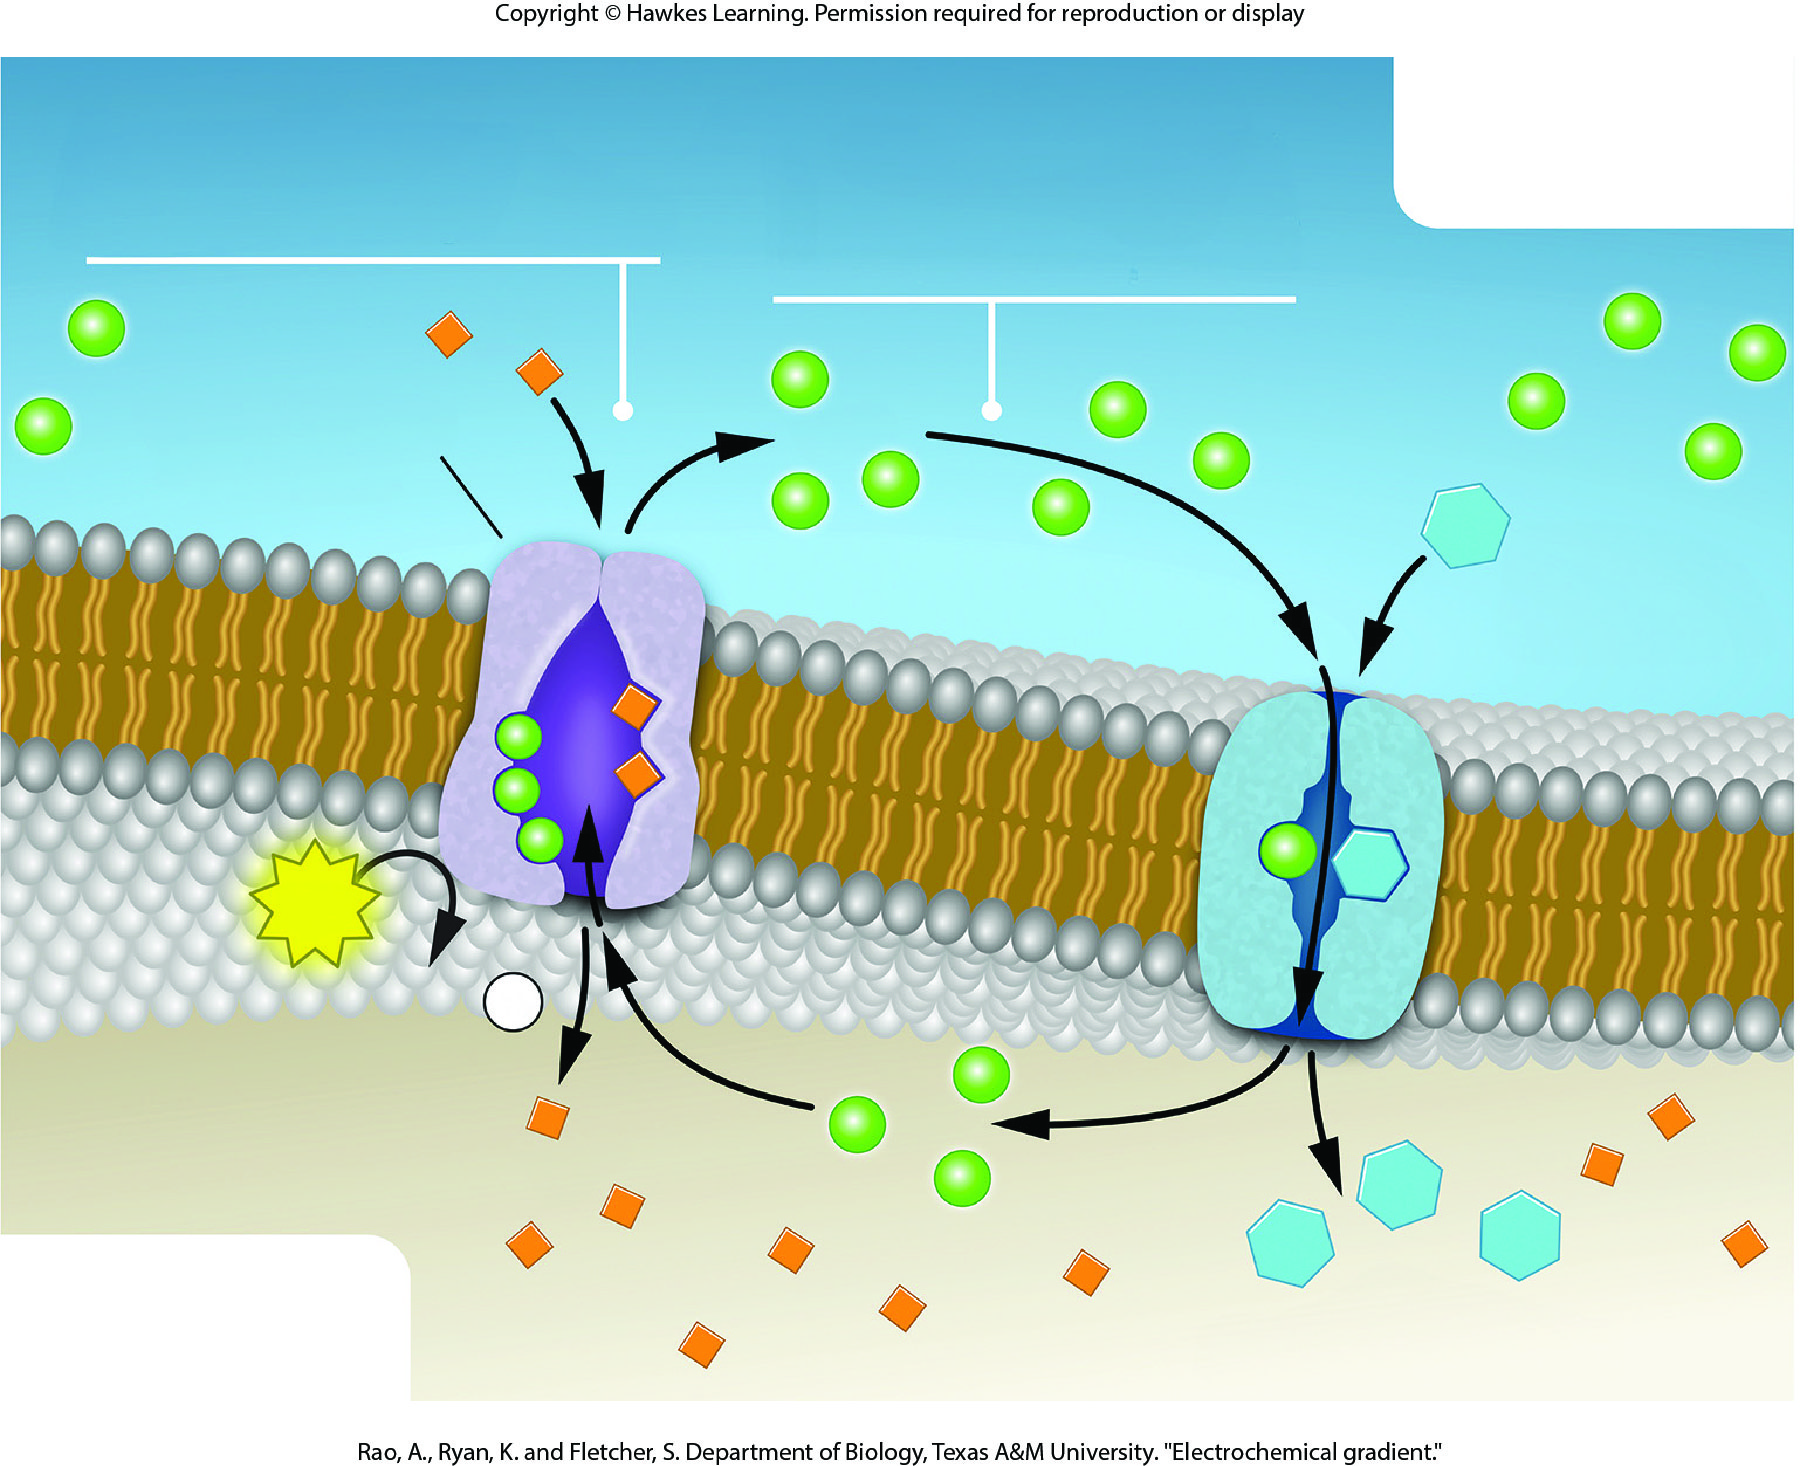 Copyright © Hawkes Learning. Permission required for reproduction or display
Rao, A., Ryan, K. and Fletcher, S. Department of Biology, Texas A&M University. "Electrochemical gradient."